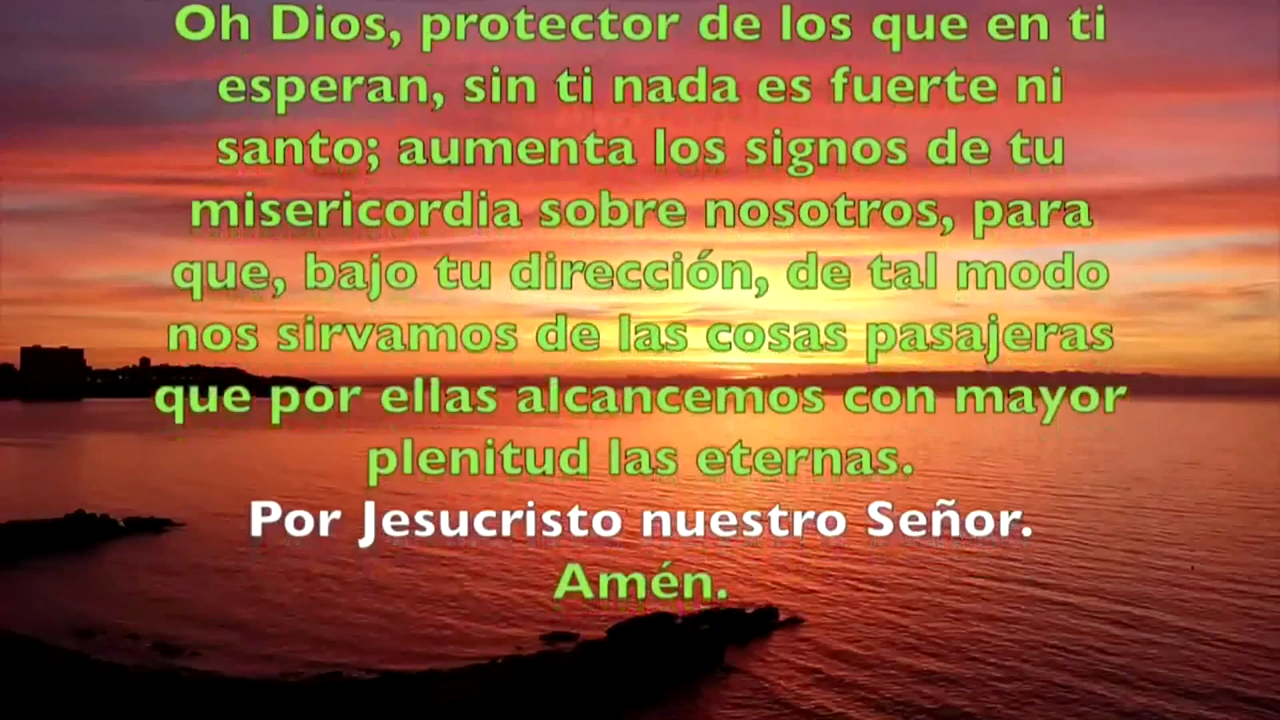 Oh Dios, protector de los que en ti
esperan, sin ti nada es fuerte ni
santo; aumenta los signos de tu
misericordia sobre nosotros, para
que, bajo tu dirección, de tal modo
nos sirvamos de las cosas pasajeras
que por ellas alcancemos con mayor
plenitud las eternas.
Por Jesucristo nuestro Señor.
Amén.